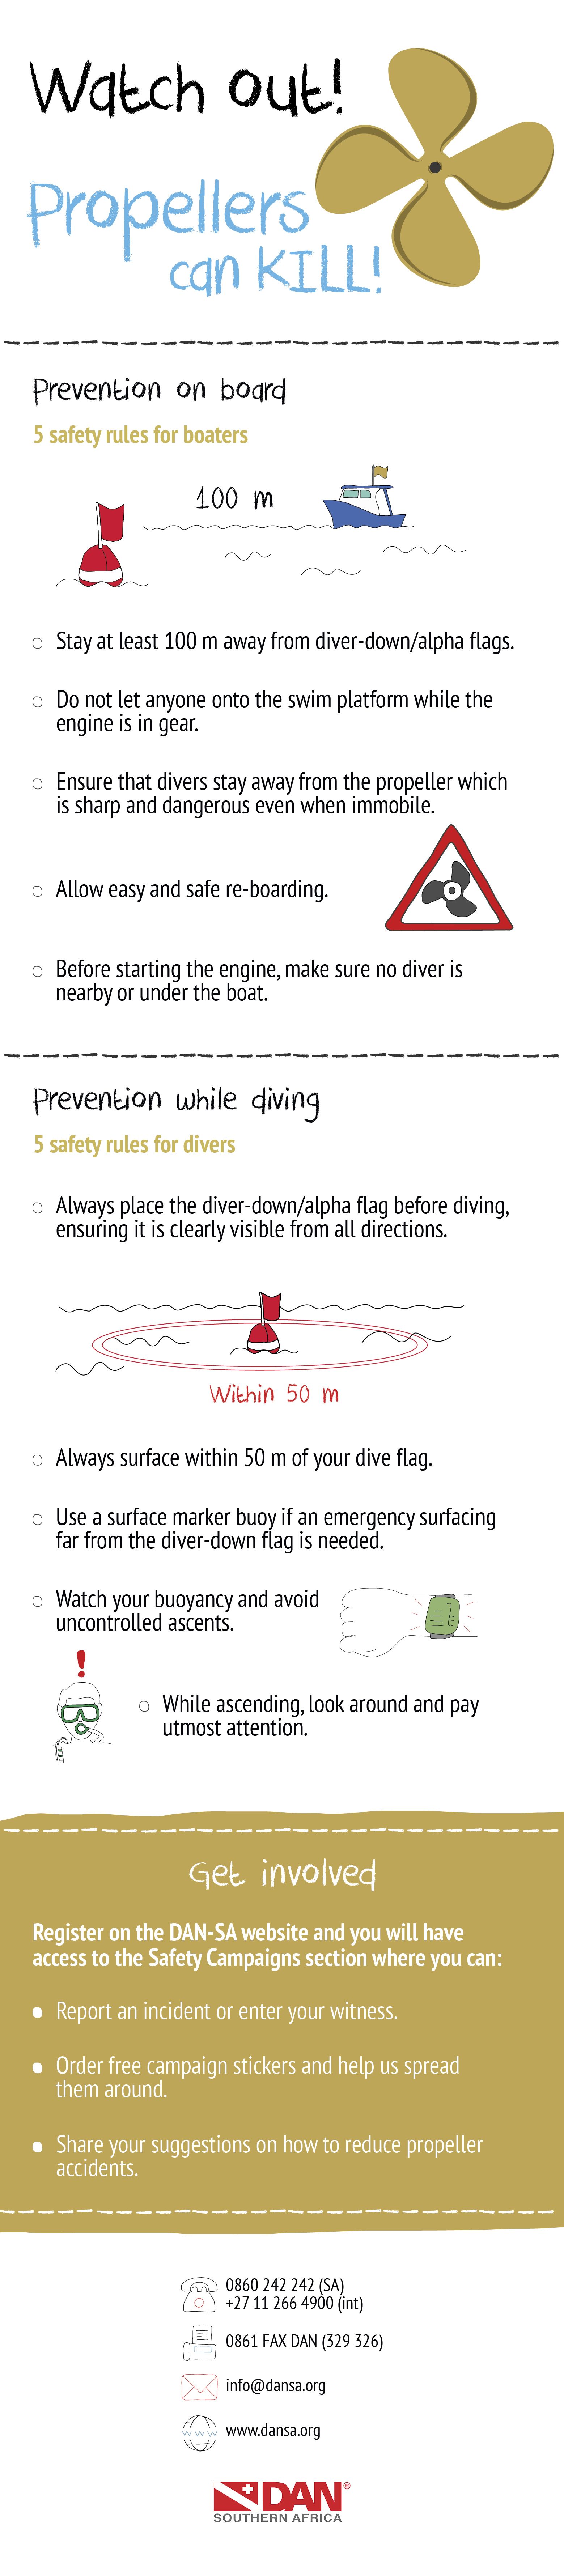 Watch out!
Propellers
can KILL!
Prevention on board
5 safety rules for boaters
100 m
Stay at least 100 m away from diver-down/alpha flags.
Do not let anyone onto the swim platform while the
engine is in gear.
Ensure that divers stay away from the propeller which
is sharp and dangerous even when immobile.
Allow easy and safe re-boarding.
Before starting the engine, make sure no diver is
nearby or under the boat.
Prevention while diving
5 safety rules for divers
Always place the diver-down/alpha flag before diving,
ensuring it is clearly visible from all directions.
Within 50 m
Always surface within 50 m of your dive flag.
Use a surface marker buoy if an emergency surfacing
far from the diver-down flag is needed.
Watch your buoyancy and avoid
uncontrolled ascents.
!
While ascending, look around and pay
utmost attention.
Get involved
Register on the DAN-SA website and you will have
access to the Safety Campaigns section where you can:
Report an incident or enter your witness.
Order free campaign stickers and help us spread
them around.
Share your suggestions on how to reduce propeller
accidents.
0860 242 242 (SA)
+27 11 266 4900 (int)
0861 FAX DAN (329 326)
info@dansa.org
www
www.dansa.org
DAN®
SOUTHERN AFRICA